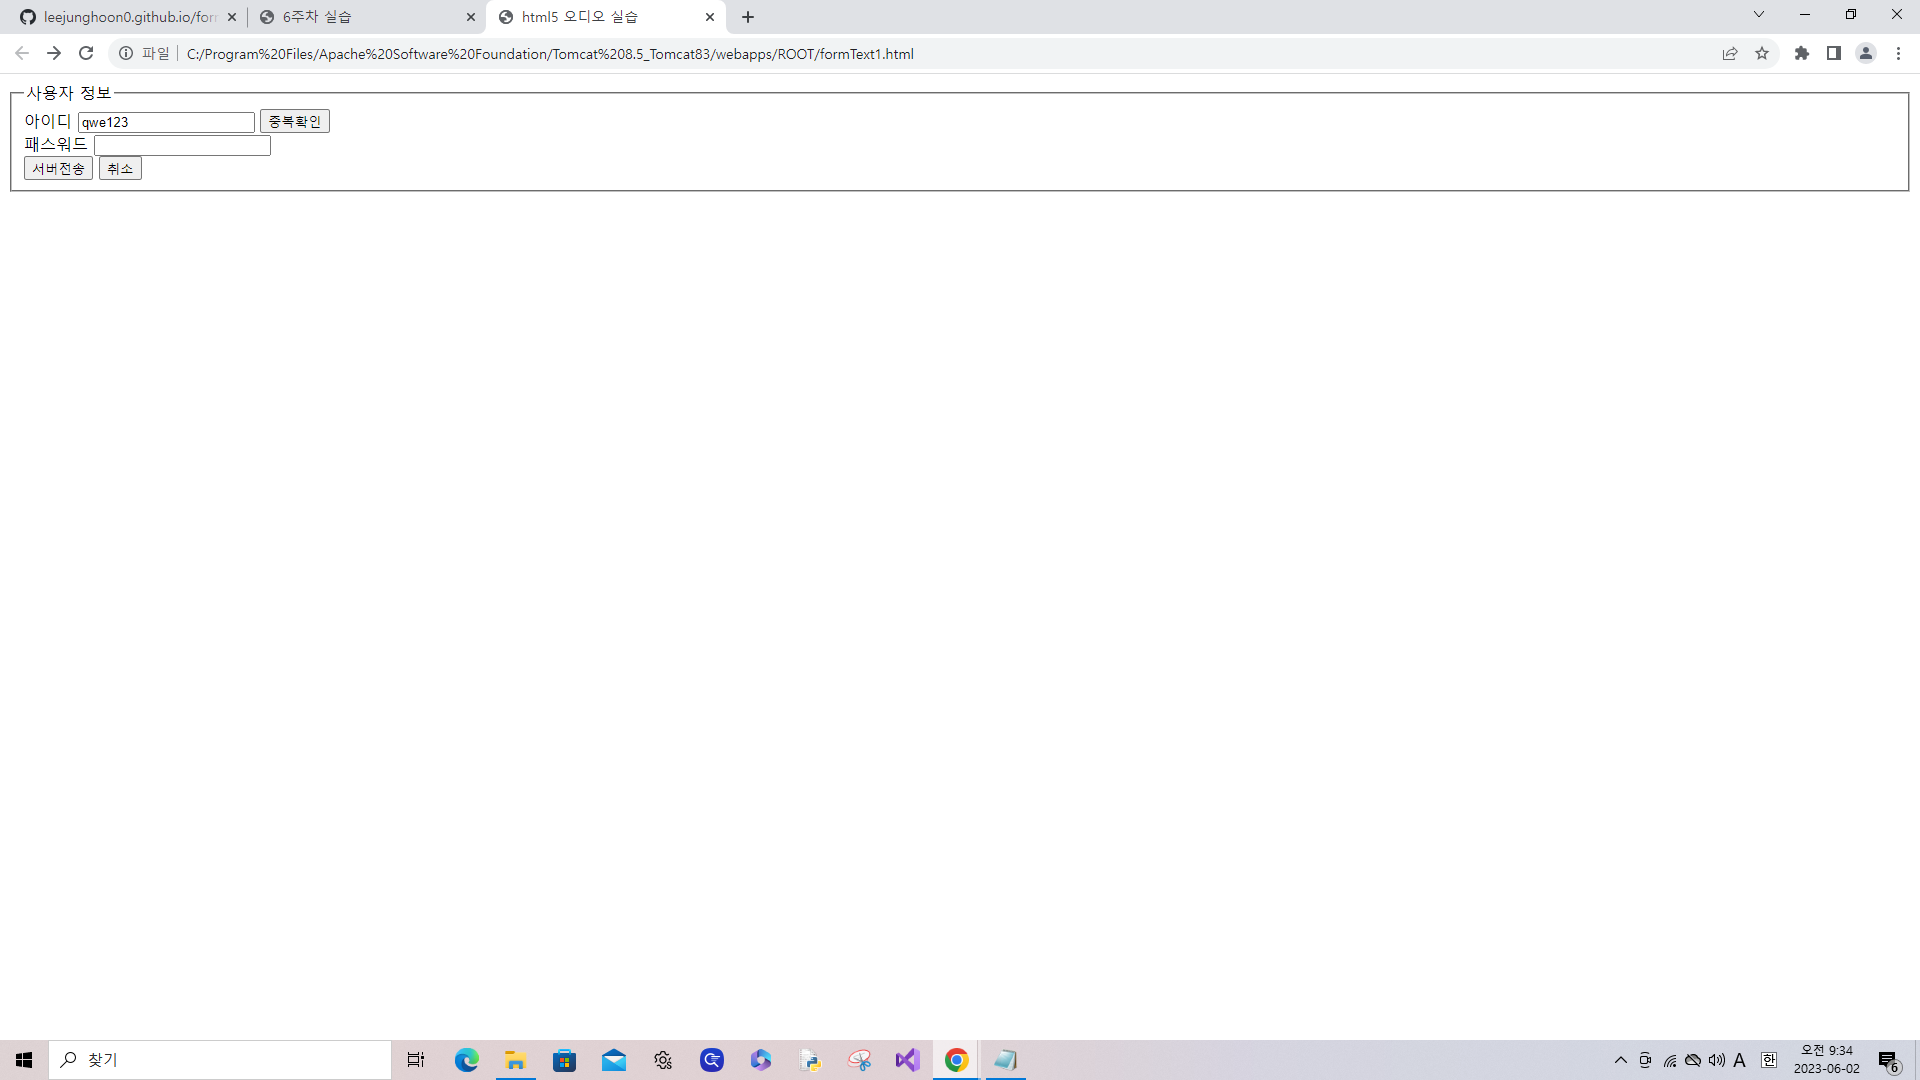 leejunghoon0.github.io/for
6주차 실습
html5 오디오 실습
파일
C:/Program%20Files/Apache%20Software%20Foundation/Tomcat%208.5_Tomcat83/webapps/ROOT/formText1.html
사용자 정보
아이디 qwe123 중복확인
패스워드
서버전송 취소
찾기
A 한
오전 9:34
2023-06-02
6